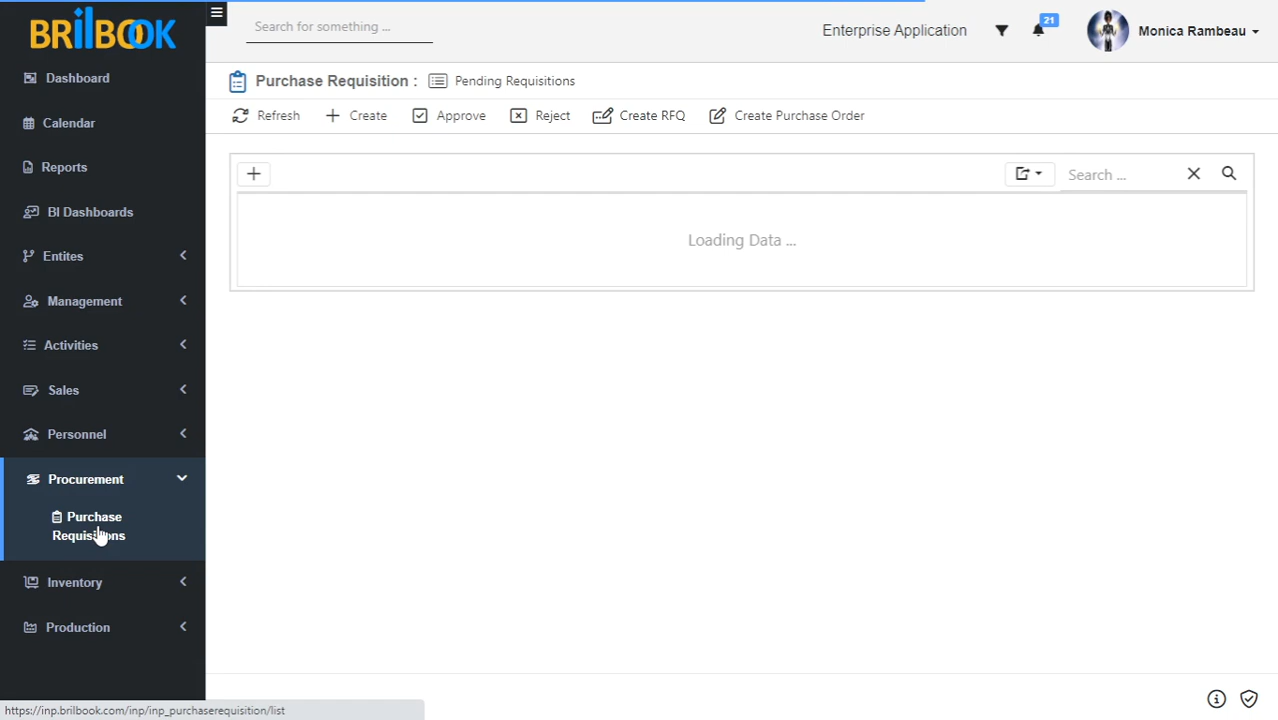 BRILBOOK
Search for something ...
Enterprise Application
21
Monica Rambeau
Dashboard
Calendar
Reports
BI Dashboards
Entites
Management
Activities
Sales
Personnel
Procurement
Purchase
Requisitions
Inventory
Production
Purchase Requisition :
Pending Requisitions
Refresh
Create
Approve
Reject
Create RFQ
Create Purchase Order
Search ...
Loading Data ...
https://inp.brilbook.com/inp/inp_purchaserequisition/list